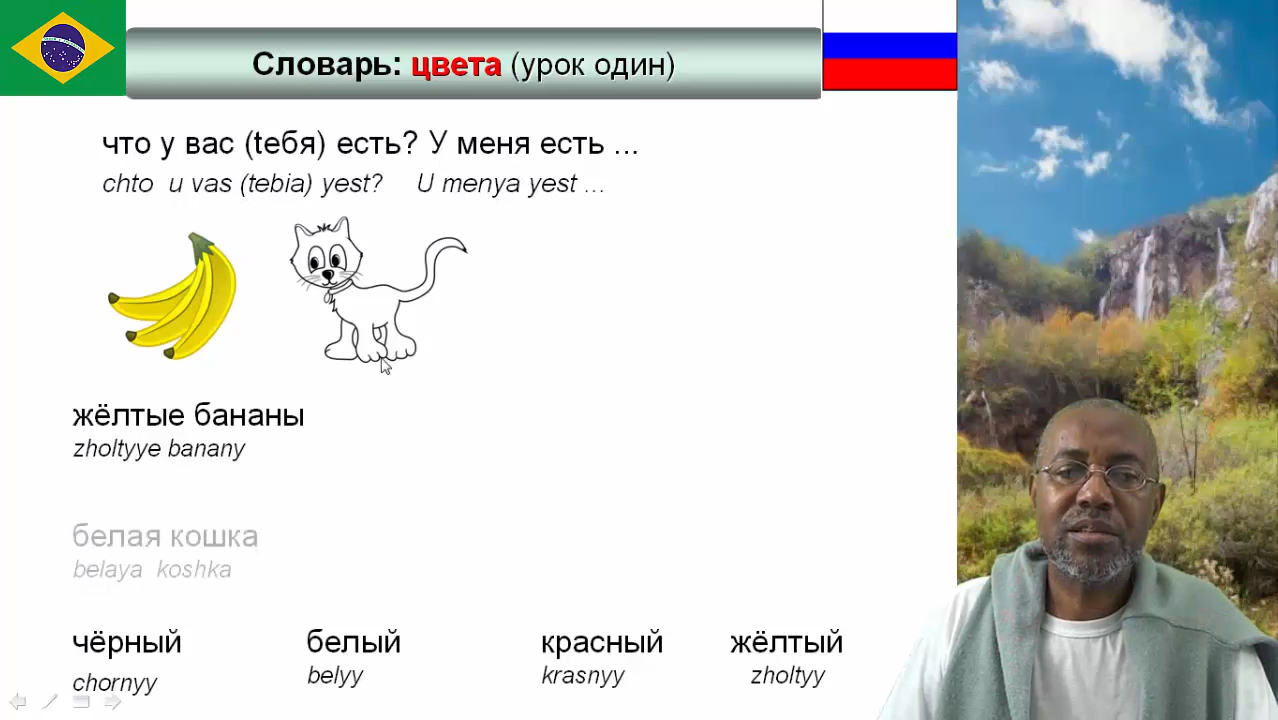 Словарь: цвета (урок один)
что у вас (tебя) есть? У меня есть ...
chto u vas (tebia) yest? U menya yest ...
жёлтые бананы
zholtyye banany
белая кошка
belaya koshka
чёрный белый красный жёлтый
chornyy belyy krasnyy zholtyy